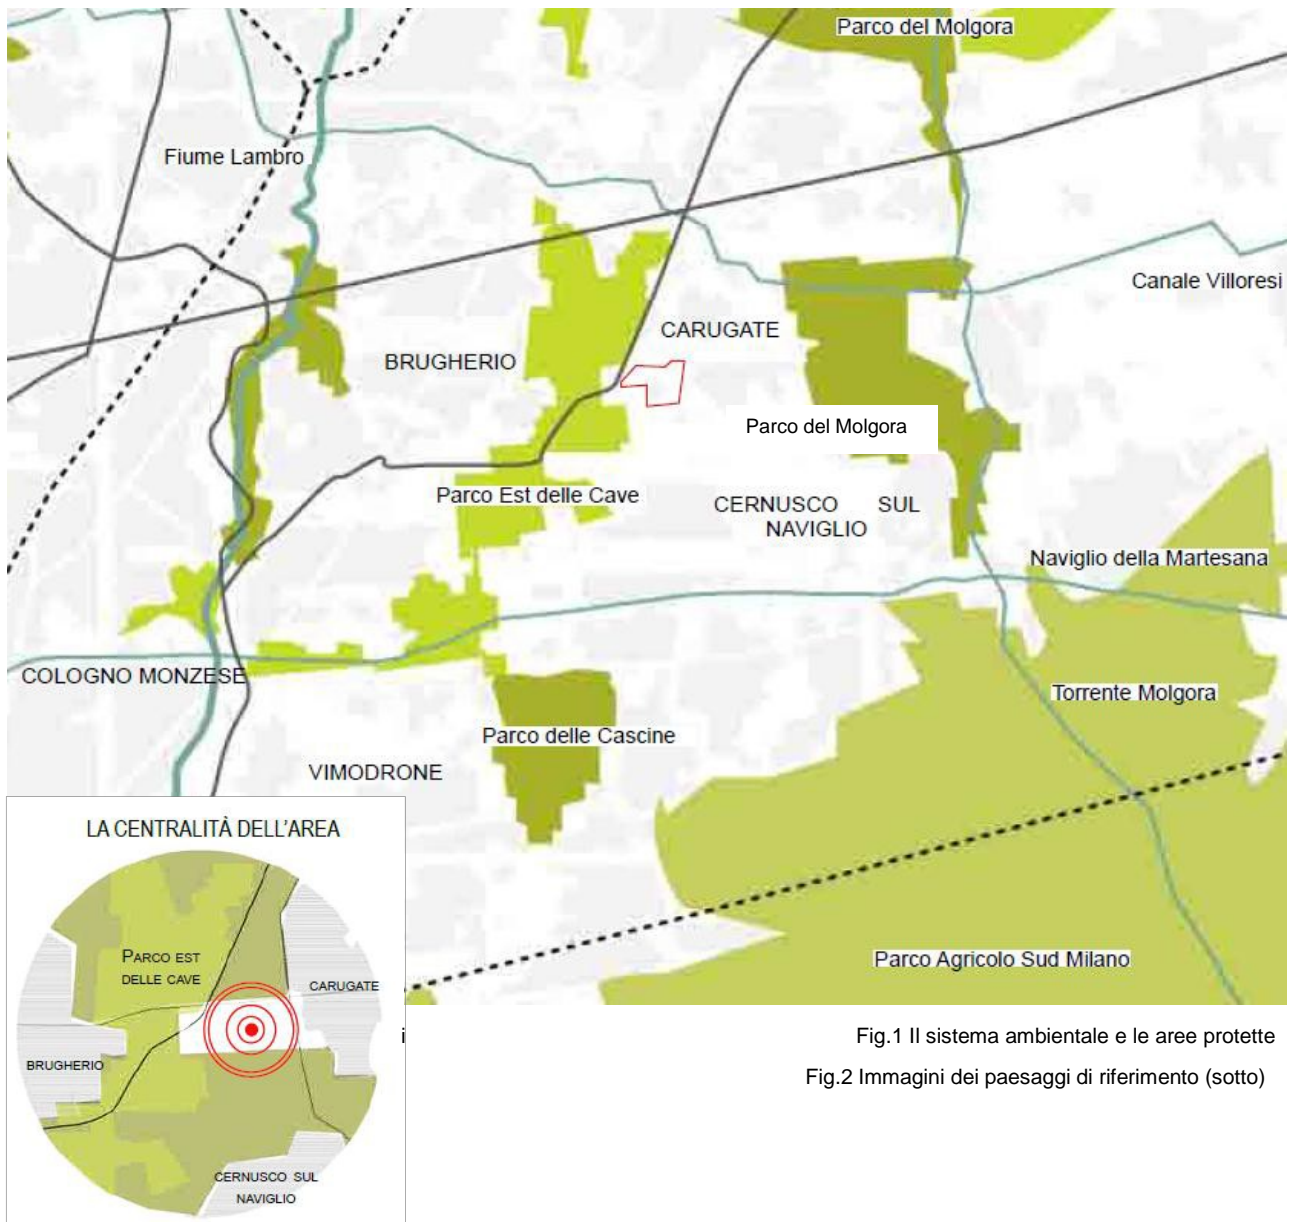 Parco del Molgora
Fiume Lambro
Canale Villoresi
CARUGATE
BRUGHERIO
Parco del Molgora
Parco Est delle Cave
CERNUSCO SUL
NAVIGLIO
Naviglio della Martesana
COLOGNO MONZESE
Torrente Molgora
Parco delle Cascine
VIMODRONE
Parco Agricolo Sud Milano
LA CENTRALITÀ DELL'AREA
PARCO EST
DELLE CAVE
CARUGATE
BRUGHERIO
CERNUSCO SUL
NAVIGLIO
i
Fig.1 Il sistema ambientale e le aree protette
Fig.2 Immagini dei paesaggi di riferimento (sotto)